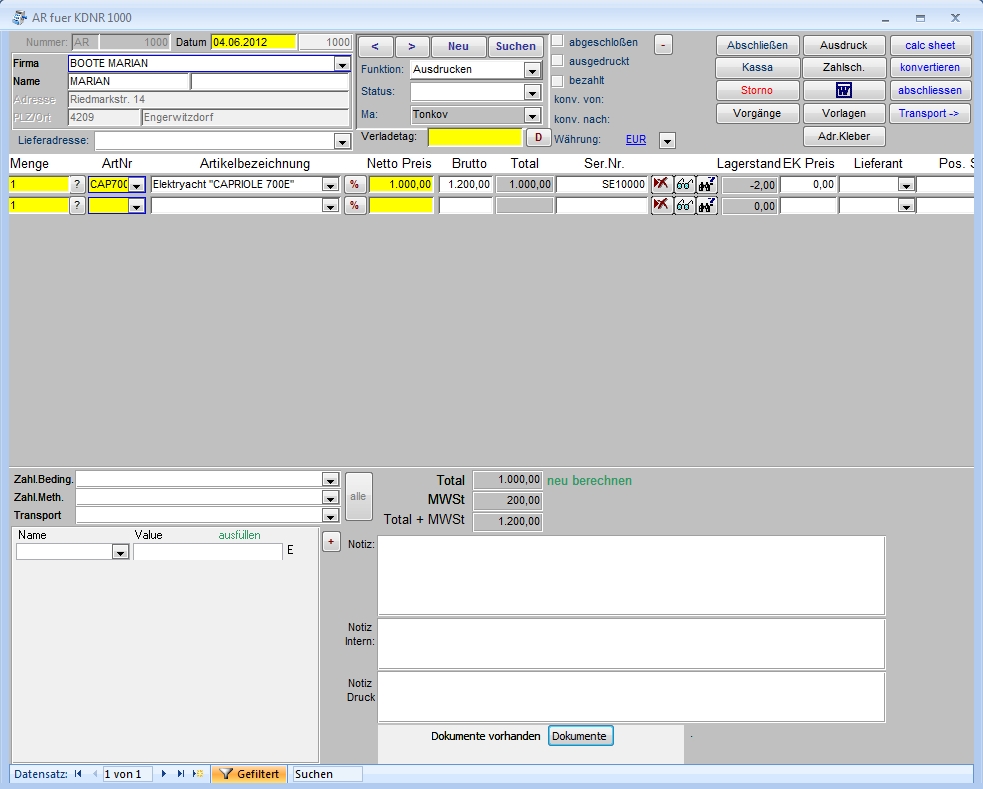 AR fuer KDNR 1000
Nummer: AR 1000 Datum 04.06.2012 1000
Firma BOOTE MARIAN
Name MARIAN
Adresse Riedmarkstr. 14
PLZ/Ort 4209 Engerwitzdorf
Lieferadresse:
< > Neu Suchen
Funktion: Ausdrucken
Status:
Ma: Tonkov
Verladetag: D
abgeschloßen -
ausgedruckt
bezahlt
konv. von:
konv. nach:
Währung: EUR
Abschließen Ausdruck calc sheet
Kassa Zahlsch. konvertieren
Storno W abschliessen
Vorgänge Vorlagen Transport ->
Adr.Kleber
Menge ArtNr Artikelbezeichnung Netto Preis Brutto Total Ser.Nr. Lagerstand EK Preis Lieferant Pos. S
1 ? CAP700 Elektryacht "CAPRIOLE 700E" % 1.000,00 1.200,00 1.000,00 SE10000 -2,00 0,00
1 ? % 0,00
Zahl.Beding.
Zahl.Meth.
Transport
alle
Total 1.000,00 neu berechnen
MWSt 200,00
Total + MWSt 1.200,00
Name Value ausfüllen
E
+ Notiz:
Notiz
Intern:
Notiz
Druck
Dokumente vorhanden Dokumente
Datensatz: 1 von 1 Gefiltert Suchen